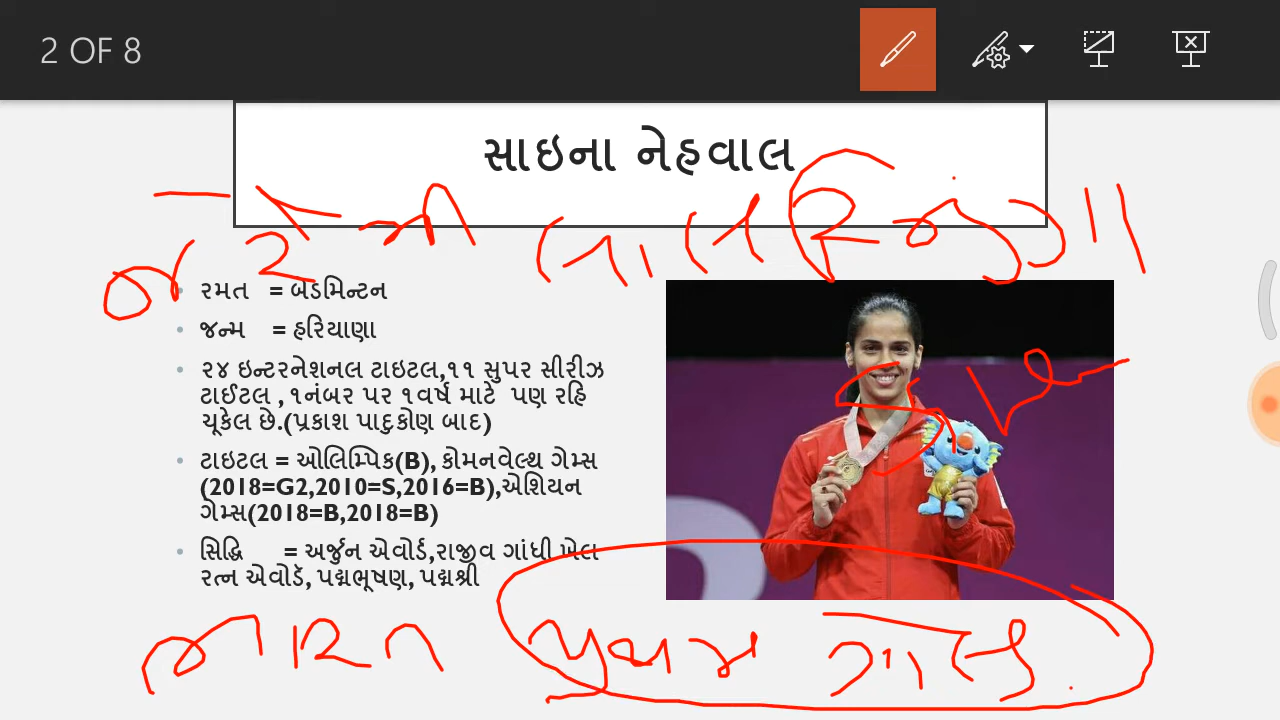 2 OF 8
સાઇના નેહવાલ
રમત = બેડમિન્ટન
જન્મ = હરિયાણા
૨૪ ઇન્ટરનેશનલ ટાઇટલ,૧૧ સુપર સીરીઝ
ટાઈટલ , ૧નંબર પર ૧વર્ષ માટે પણ રહિ
ચૂકેલ છે.(પ્રકાશ પાદુકોણ બાદ)
ટાઇટલ = ઓલિમ્પિક(B), કોમનવેલ્થ ગેમ્સ
(2018=G2,2010=S,2016=B),એશિયન
ગેમ્સ(2018=B,2018=B)
સિદ્ધિ = અર્જુન એવોર્ડ,રાજીવ ગાંધી ખેલ
રત્ન એવોર્ડ, પદ્મભૂષણ, પદ્મશ્રી
ભારત